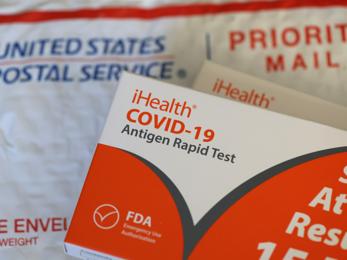 UNITED STATES
POSTAL SERVICE®
PRIORIT
MAIL
iHealth®
iHealth®
COVID-19
Antigen Rapid Test
FDA
Emergency Use
Authorization
S
At
Resu
15
E ENVEL
WEIGHT